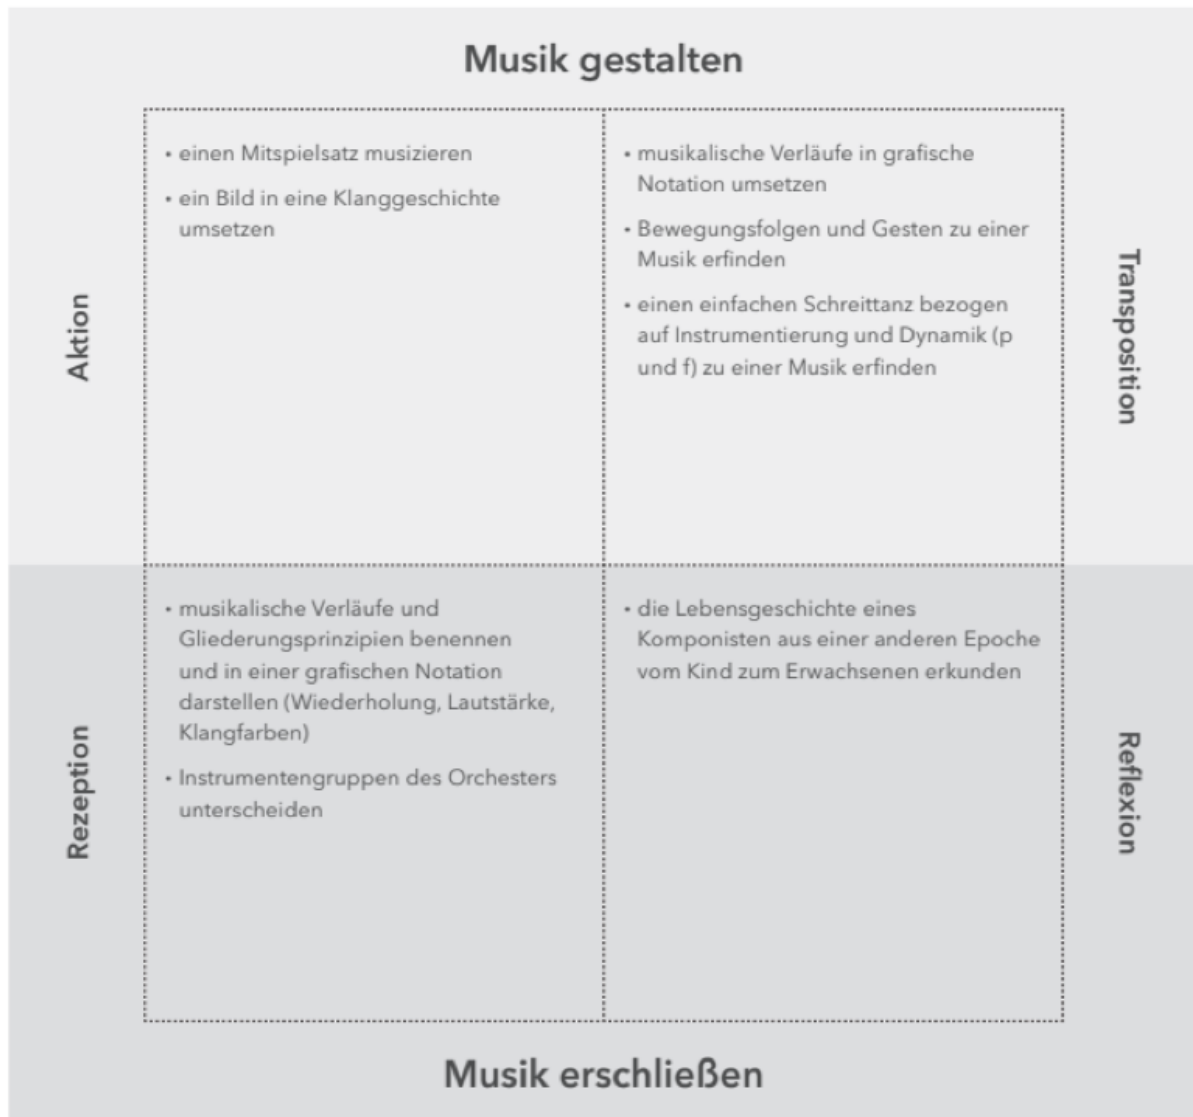 Musik gestalten
Aktion
• einen Mitspielsatz musizieren
• ein Bild in eine Klanggeschichte
umsetzen
• musikalische Verläufe in grafische
Notation umsetzen
• Bewegungsfolgen und Gesten zu einer
Musik erfinden
• einen einfachen Schreittanz bezogen
auf Instrumentierung und Dynamik (p
und f) zu einer Musik erfinden
Transposition
Rezeption
• musikalische Verläufe und
Gliederungsprinzipien benennen
und in einer grafischen Notation
darstellen (Wiederholung, Lautstärke,
Klangfarben)
• Instrumentengruppen des Orchesters
unterscheiden
• die Lebensgeschichte eines
Komponisten aus einer anderen Epoche
vom Kind zum Erwachsenen erkunden
Reflexion
Musik erschließen